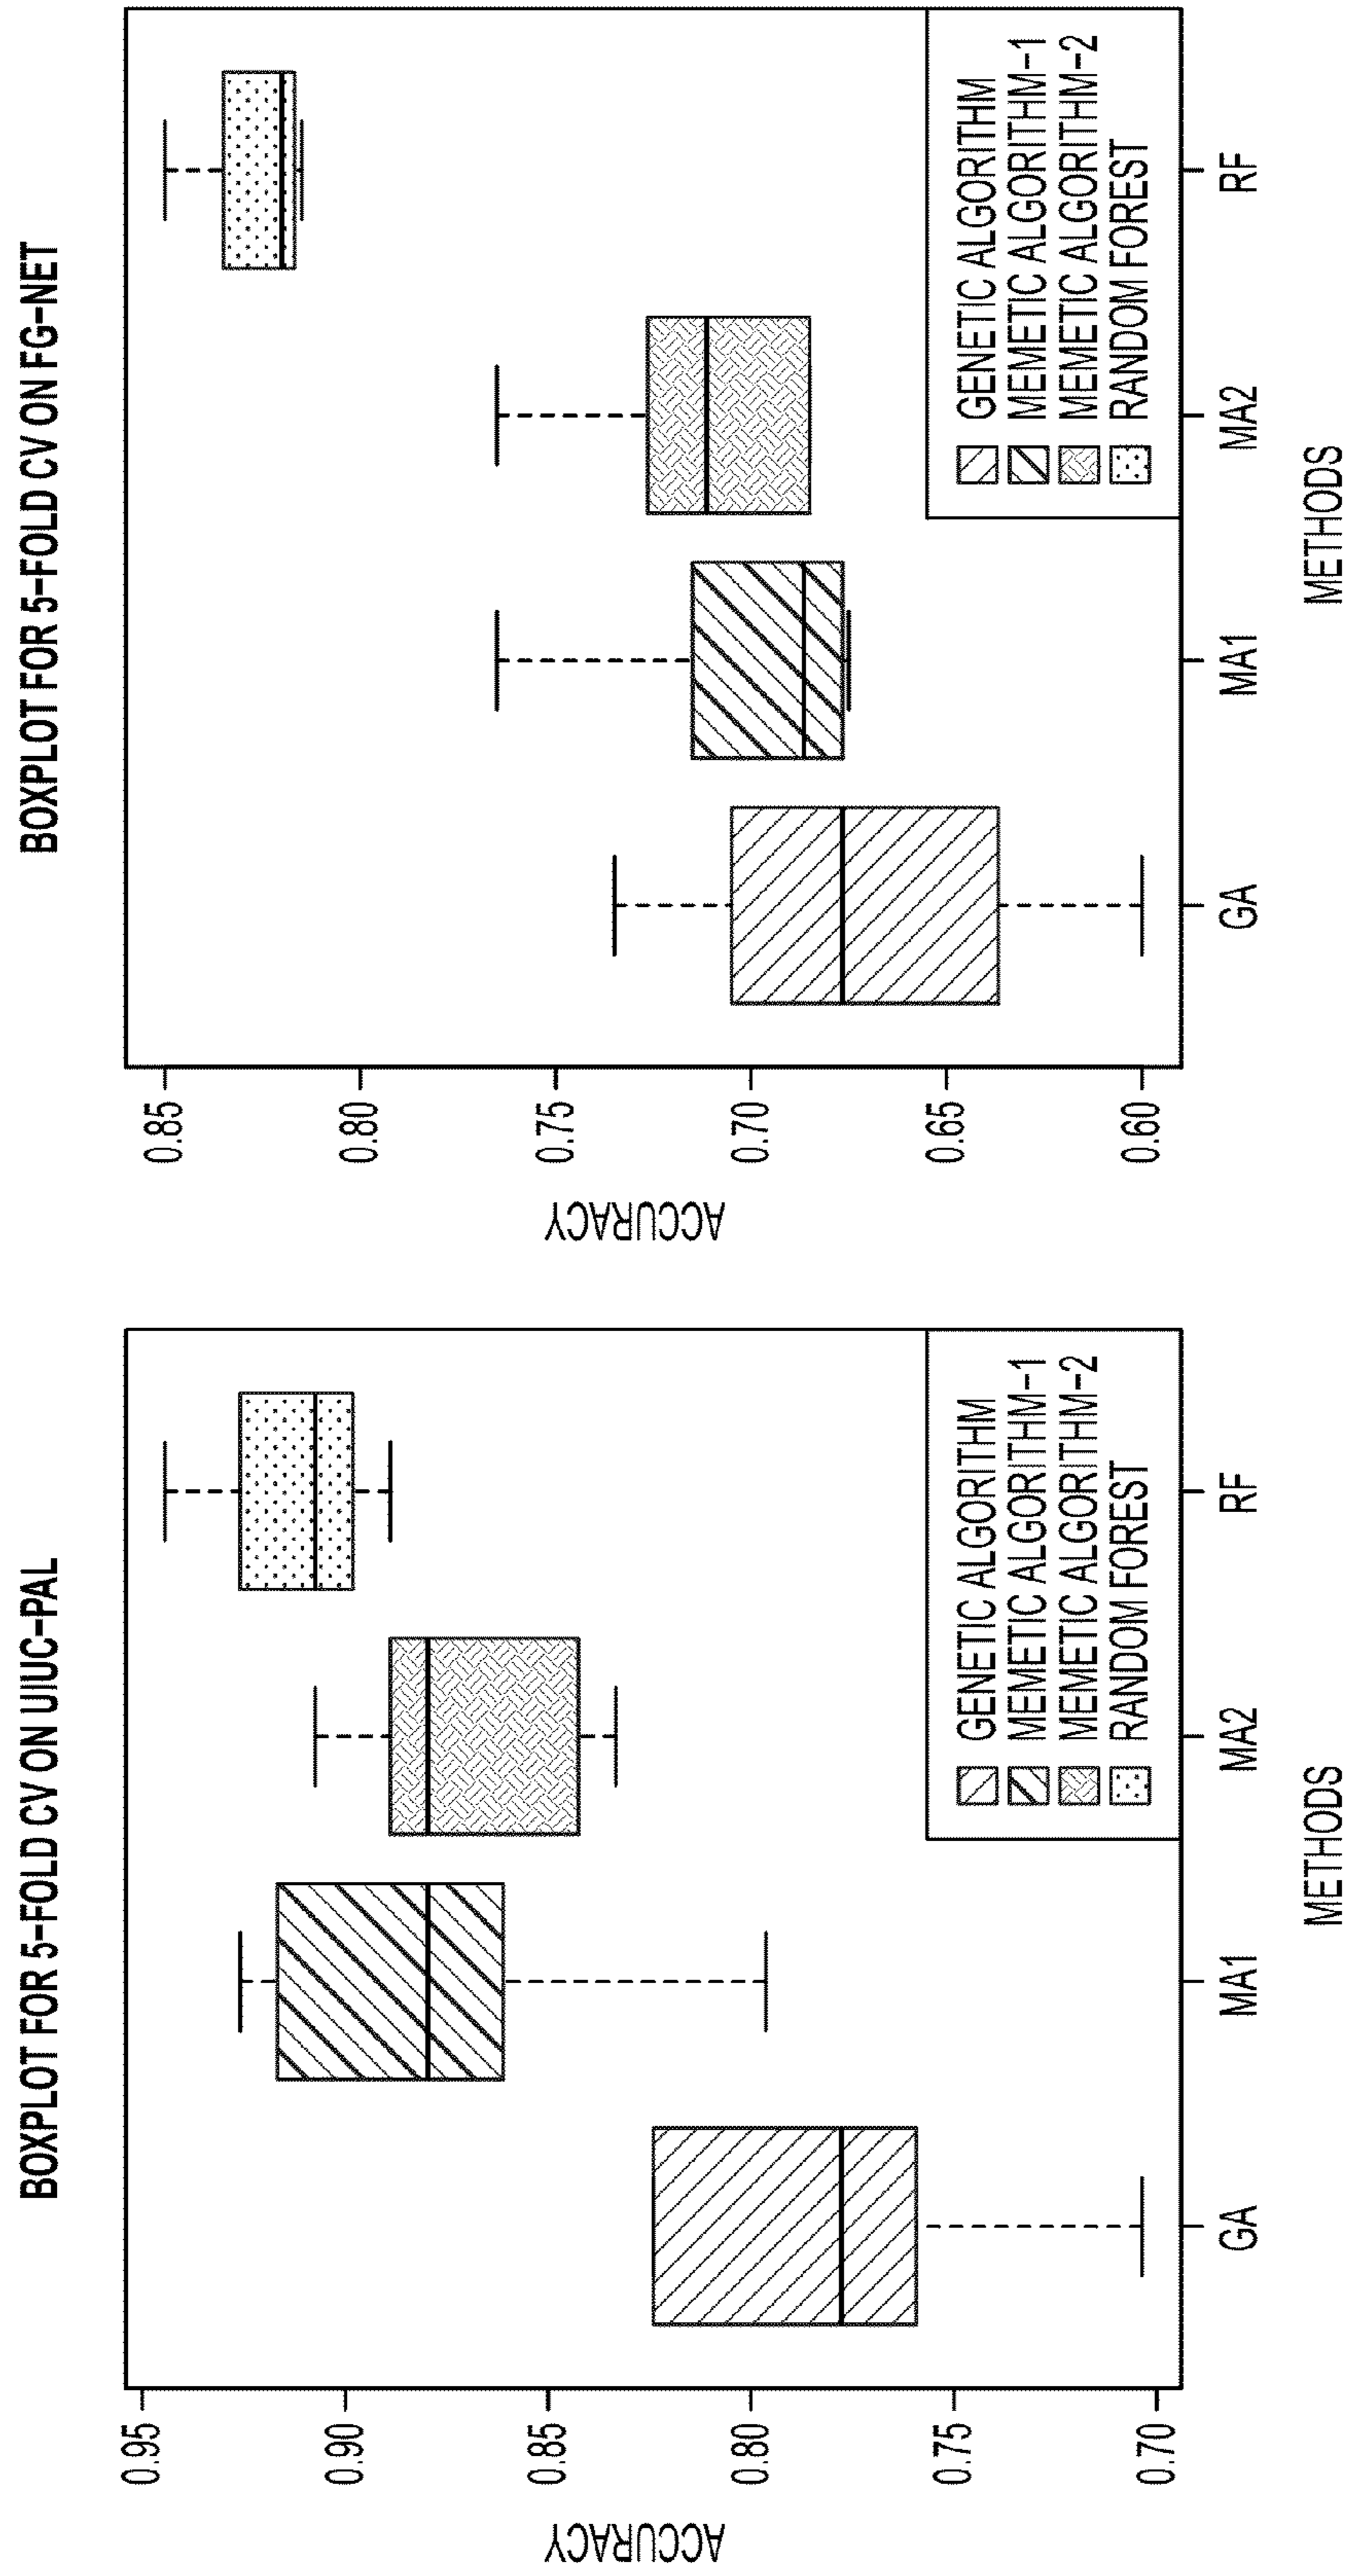 BOXPLOT FOR 5-FOLD CV ON UIUC-PAL
ACCURACY
0.95
0.90
0.85
0.80
0.75
0.70
GA
MA1
MA2
RF
METHODS
GENETIC ALGORITHM
MEMETIC ALGORITHM-1
MEMETIC ALGORITHM-2
RANDOM FOREST
BOXPLOT FOR 5-FOLD CV ON FG-NET
ACCURACY
0.85
0.80
0.75
0.70
0.65
0.60
GA
MA1
MA2
RF
METHODS
GENETIC ALGORITHM
MEMETIC ALGORITHM-1
MEMETIC ALGORITHM-2
RANDOM FOREST